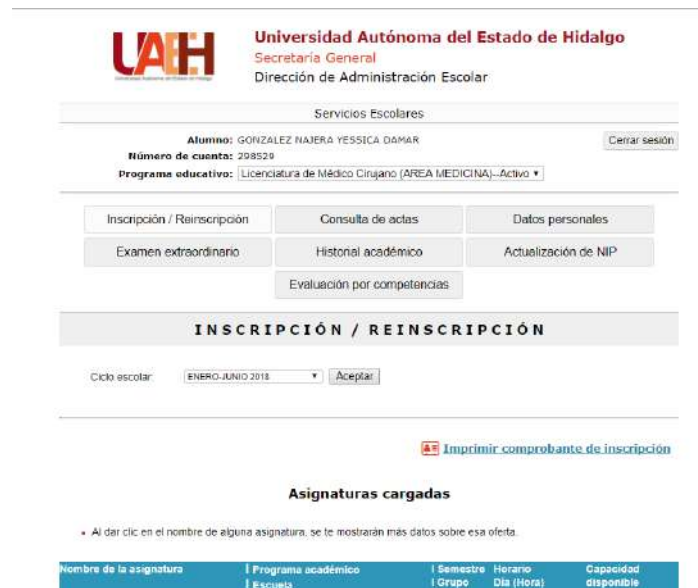 UAEH
Universidad Autónoma del Estado de Hidalgo
Secretaría General
Dirección de Administración Escolar
Servicios Escolares
Alumno: GONZALEZ NAJERA YESSICA DAMAR
Cerrar sesión
Número de cuenta: 298529
Programa educativo: Licenciatura de Médico Cirujano (AREA MEDICINA)--Activo
Inscripción / Reinscripción Consulta de actas Datos personales
Examen extraordinario Historial académico Actualización de NIP
Evaluación por competencias
INSCRIPCIÓN / REINSCRIPCIÓN
Ciclo escolar: ENERO-JUNIO 2018 Aceptar
Imprimir comprobante de inscripción
Asignaturas cargadas
Al dar clic en el nombre de alguna asignatura, se te mostrarán más datos sobre esa oferta.
Nombre de la asignatura | Programa académico | Semestre Horario Capacidad
| Escuela | Grupo Día (Hora) disponible